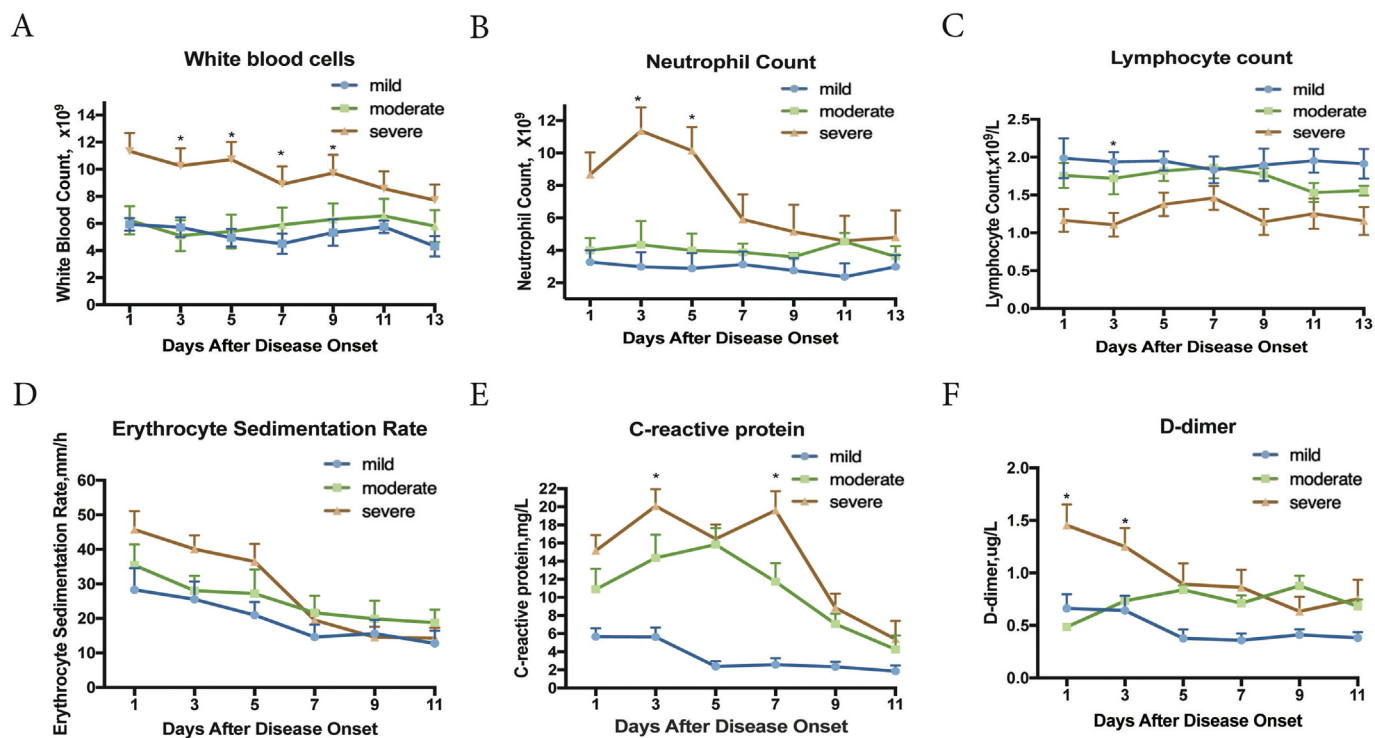 A
White blood cells
mild
moderate
severe
White Blood Count, x10⁹
14
12
10
8
6
4
2
0
* * * *
1 3 5 7 9 11 13
Days After Disease Onset
B
Neutrophil Count
mild
moderate
severe
Neutrophil Count, X10⁹
12
10
8
6
4
2
* *
1 3 5 7 9 11 13
Days After Disease Onset
C
Lymphocyte count
mild
moderate
severe
Lymphocyte Count,x10⁹/L
2.5
2.0
1.5
1.0
0.5
0.0
*
1 3 5 7 9 11 13
Days After Disease Onset
D
Erythrocyte Sedimentation Rate
mild
moderate
severe
Erythrocyte Sedimentation Rate,mm/h
60
50
40
30
20
10
0
1 3 5 7 9 11
Days After Disease Onset
E
C-reactive protein
mild
moderate
severe
C-reactive protein,mg/L
22
20
18
16
14
12
10
8
6
4
2
0
* *
1 3 5 7 9 11
Days After Disease Onset
F
D-dimer
mild
moderate
severe
D-dimer,ug/L
2.0
1.5
1.0
0.5
0.0
* *
1 3 5 7 9 11
Days After Disease Onset